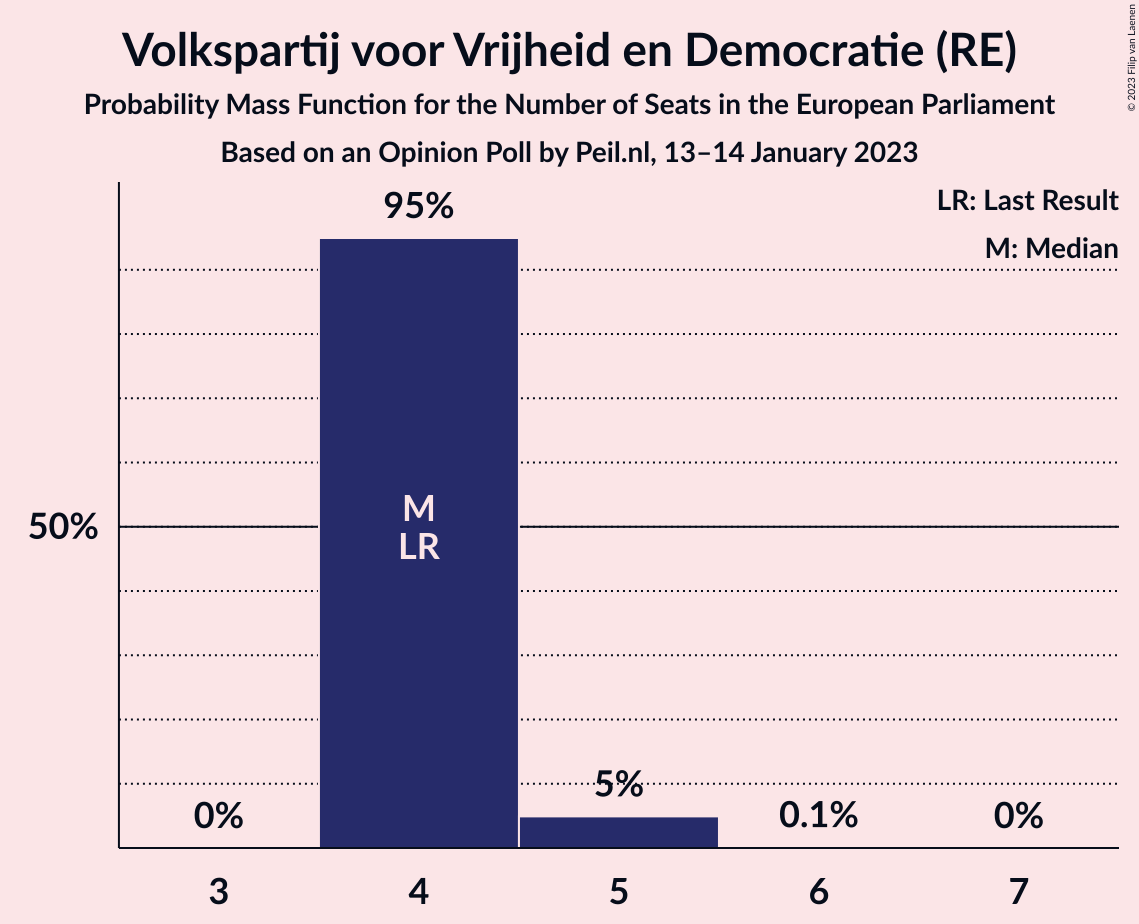 Volkspartij voor Vrijheid en Democratie (RE)
Probability Mass Function for the Number of Seats in the European Parliament
Based on an Opinion Poll by Peil.nl, 13–14 January 2023
© 2023 Filip van Laenen
LR: Last Result
M: Median
95%
50%
M
LR
0%
5%
0.1%
0%
3 4 5 6 7